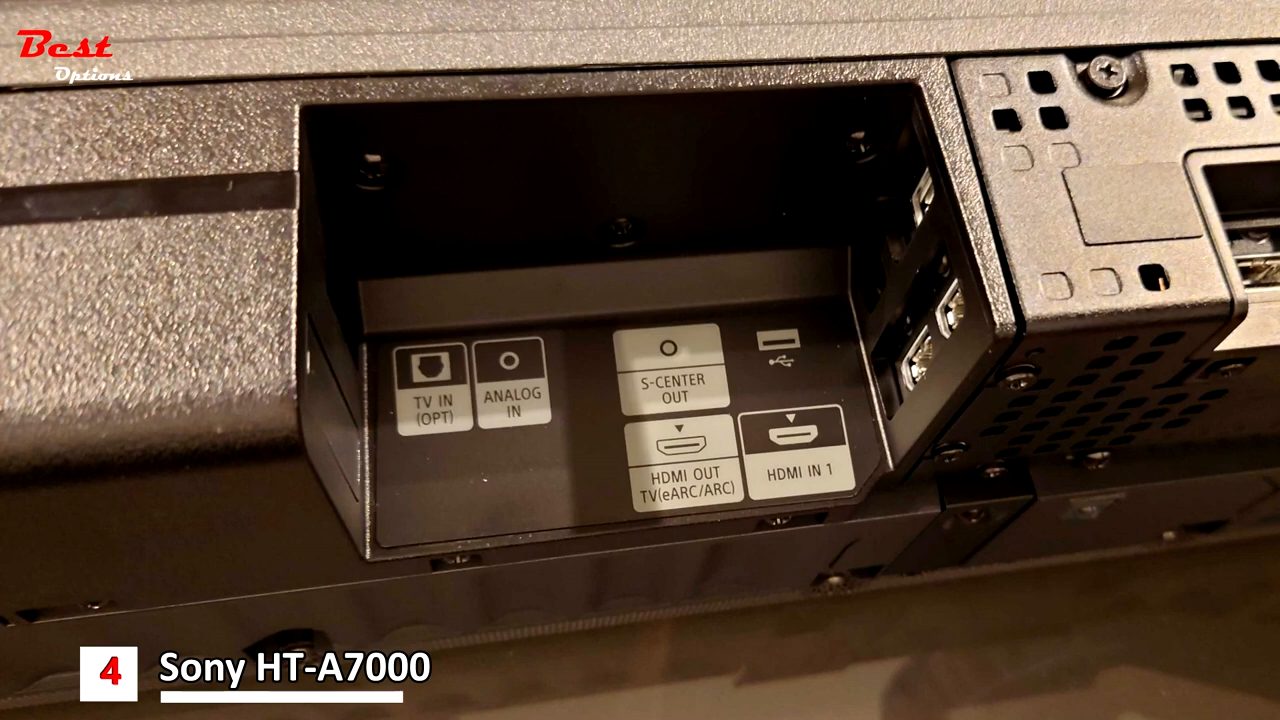 Best
Options
TV IN
(OPT)
ANALOG
IN
S-CENTER
OUT
HDMI OUT
TV(eARC/ARC)
HDMI IN 1
4
Sony HT-A7000